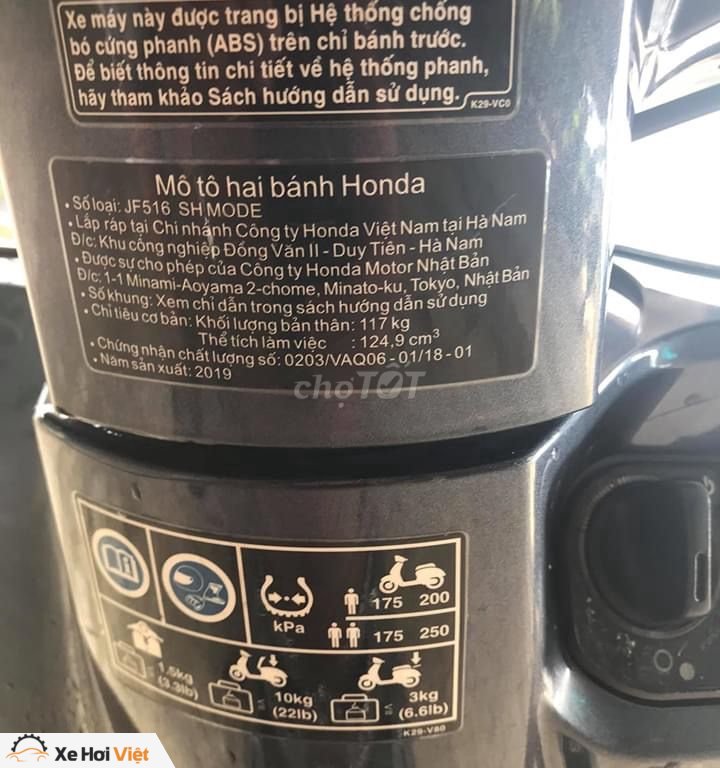 Xe máy này được trang bị Hệ thống chống
bó cứng phanh (ABS) trên chỉ bánh trước.
Để biết thông tin chi tiết về hệ thống phanh,
hãy tham khảo Sách hướng dẫn sử dụng.
K29-VC0
Mô tô hai bánh Honda
• Số loại: JF516 SH MODE
• Lắp ráp tại Chi nhánh Công ty Honda Việt Nam tại Hà Nam
Đ/c: Khu công nghiệp Đồng Văn II - Duy Tiên - Hà Nam
• Được sự cho phép của Công ty Honda Motor Nhật Bản
Đ/c: 1-1 Minami-Aoyama 2-chome, Minato-ku, Tokyo, Nhật Bản
• Số khung: Xem chỉ dẫn trong sách hướng dẫn sử dụng
• Chỉ tiêu cơ bản: Khối lượng bản thân: 117 kg
Thể tích làm việc : 124,9 cm³
• Chứng nhận chất lượng số: 0203/VAQ06 - 01/18 - 01
• Năm sản xuất: 2019
chợTỐT
kPa
175 200
175 250
1.5kg
(3.3lb)
10kg
(22lb)
3kg
(6.6lb)
K29-V80
Xe Hơi Việt